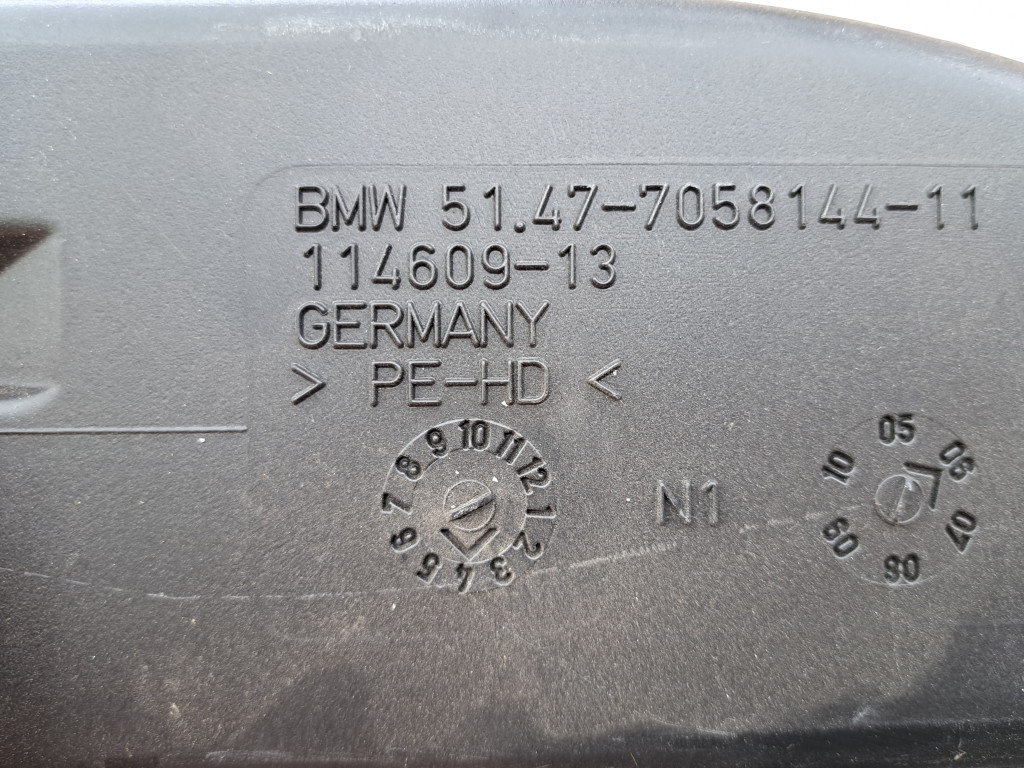 BMW 51.47-7058144-11
114609-13
GERMANY
> PE-HD <
1 2 3 4 5 6 7 8 9 10 11 12
N1
05 06 07 08 09 10